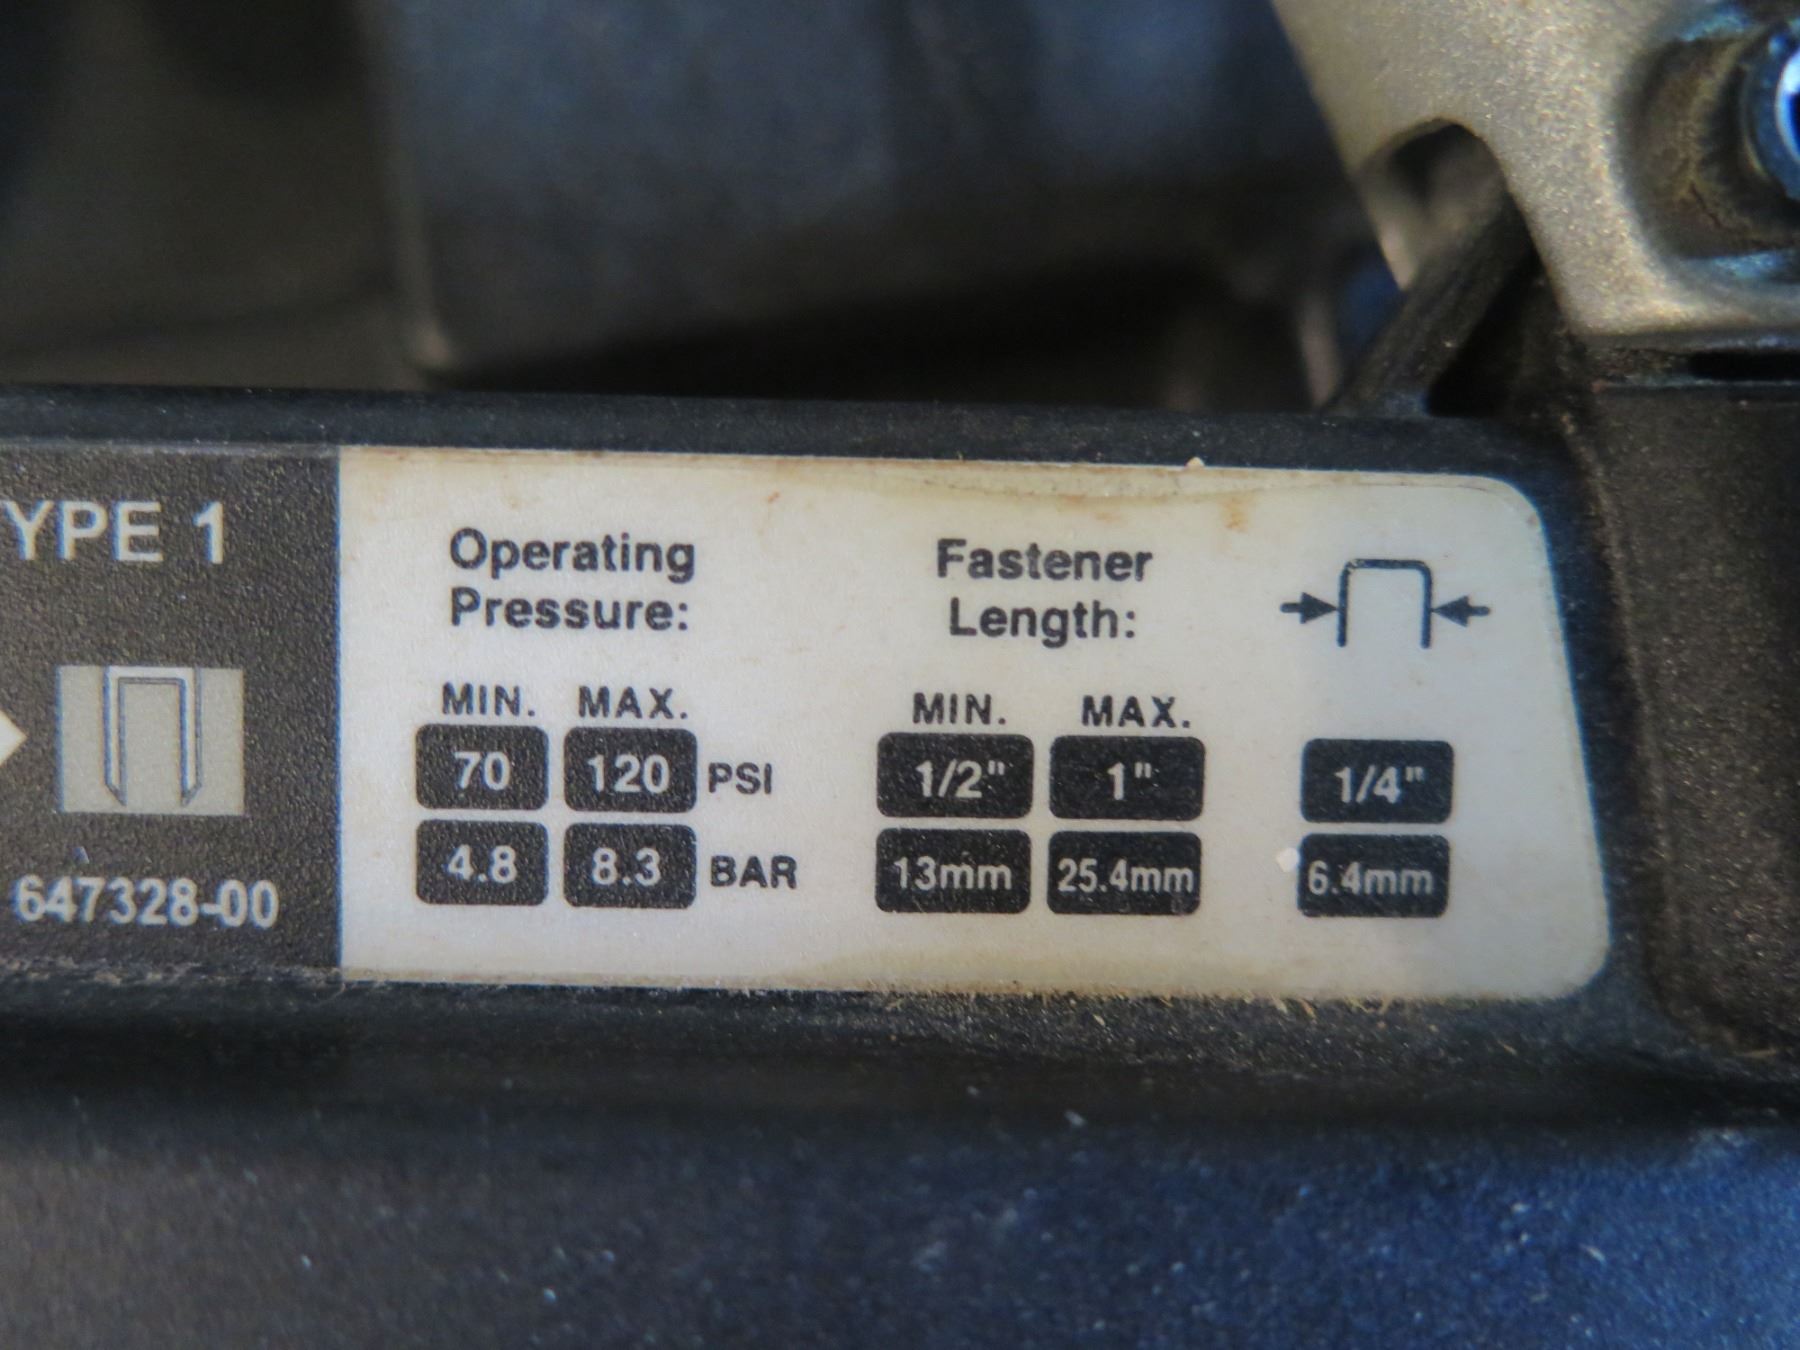 YPE 1
647328-00
Operating
Pressure:
MIN. MAX.
70 120 PSI
4.8 8.3 BAR
Fastener
Length:
MIN. MAX.
1/2" 1"
13mm 25.4mm
1/4"
6.4mm